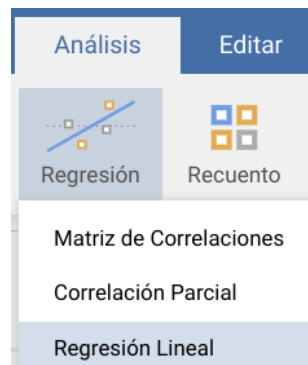 Análisis Editar
Regresión Recuento
Matriz de Correlaciones
Correlación Parcial
Regresión Lineal